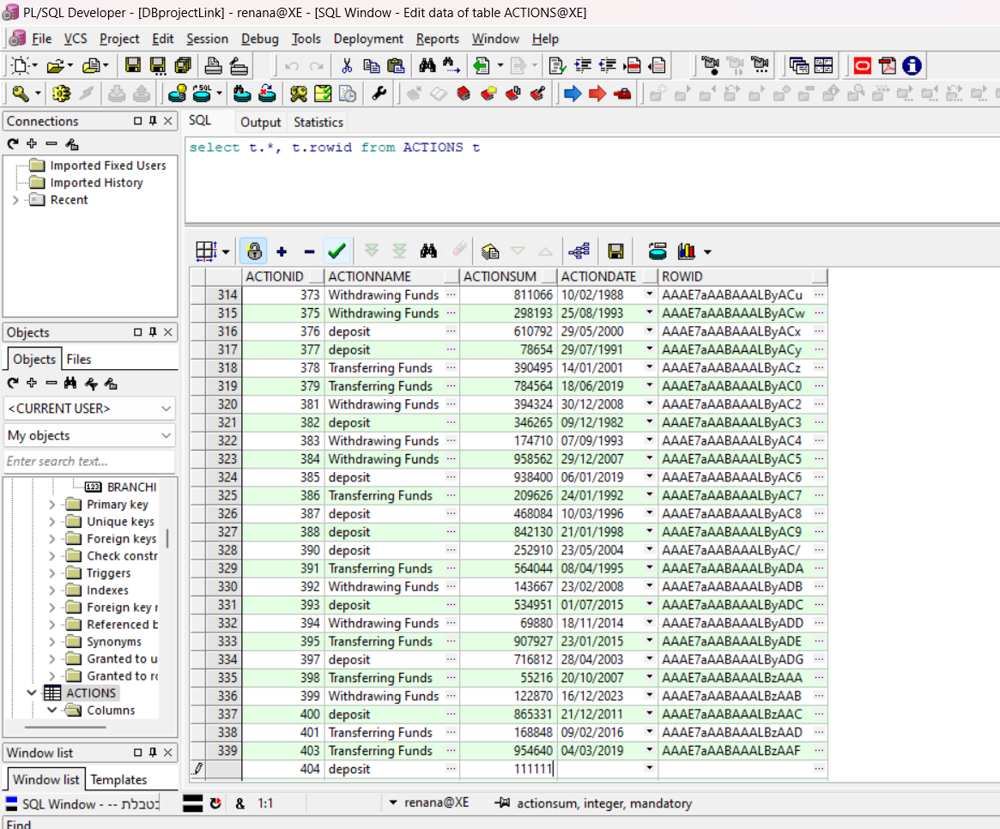 PL/SQL Developer - [DBprojectLink] - renana@XE - [SQL Window - Edit data of table ACTIONS@XE]
File VCS Project Edit Session Debug Tools Deployment Reports Window Help
Connections
Imported Fixed Users
Imported History
Recent
Objects
Objects Files
<CURRENT USER>
My objects
Enter search text...
BRANCHI
Primary key
Unique keys
Foreign keys
Check constr
Triggers
Indexes
Foreign key r
Referenced b
Synonyms
Granted to u
Granted to ro
ACTIONS
Columns
Window list
Window list Templates
SQL Window - -- בטבלת
Find
SQL Output Statistics
select t.*, t.rowid from ACTIONS t
ACTIONID ACTIONNAME ACTIONSUM ACTIONDATE ROWID
314 373 Withdrawing Funds 811066 10/02/1988 AAAE7aAABAAALByACu
315 375 Withdrawing Funds 298193 25/08/1993 AAAE7aAABAAALByACw
316 376 deposit 610792 29/05/2000 AAAE7aAABAAALByACx
317 377 deposit 78654 29/07/1991 AAAE7aAABAAALByACy
318 378 Transferring Funds 390495 14/01/2001 AAAE7aAABAAALByACz
319 379 Transferring Funds 784564 18/06/2019 AAAE7aAABAAALByAC0
320 381 Withdrawing Funds 394324 30/12/2008 AAAE7aAABAAALByAC2
321 382 deposit 346265 09/12/1982 AAAE7aAABAAALByAC3
322 383 Withdrawing Funds 174710 07/09/1993 AAAE7aAABAAALByAC4
323 384 Withdrawing Funds 958562 29/12/2007 AAAE7aAABAAALByAC5
324 385 deposit 938400 06/01/2019 AAAE7aAABAAALByAC6
325 386 Transferring Funds 209626 24/01/1992 AAAE7aAABAAALByAC7
326 387 deposit 468084 10/03/1996 AAAE7aAABAAALByAC8
327 388 deposit 842130 21/01/1998 AAAE7aAABAAALByAC9
328 390 deposit 252910 23/05/2004 AAAE7aAABAAALByAC/
329 391 Transferring Funds 564044 08/04/1995 AAAE7aAABAAALByADA
330 392 Withdrawing Funds 143667 23/02/2008 AAAE7aAABAAALByADB
331 393 deposit 534951 01/07/2015 AAAE7aAABAAALByADC
332 394 Withdrawing Funds 69880 18/11/2014 AAAE7aAABAAALByADD
333 395 Transferring Funds 907927 23/01/2015 AAAE7aAABAAALByADE
334 397 deposit 716812 28/04/2003 AAAE7aAABAAALByADG
335 398 Transferring Funds 55216 20/10/2007 AAAE7aAABAAALBzAAA
336 399 Withdrawing Funds 122870 16/12/2023 AAAE7aAABAAALBzAAB
337 400 deposit 865331 21/12/2011 AAAE7aAABAAALBzAAC
338 401 Transferring Funds 168848 09/02/2016 AAAE7aAABAAALBzAAD
339 403 Transferring Funds 954640 04/03/2019 AAAE7aAABAAALBzAAF
404 deposit 111111
& 1:1 renana@XE actionsum, integer, mandatory